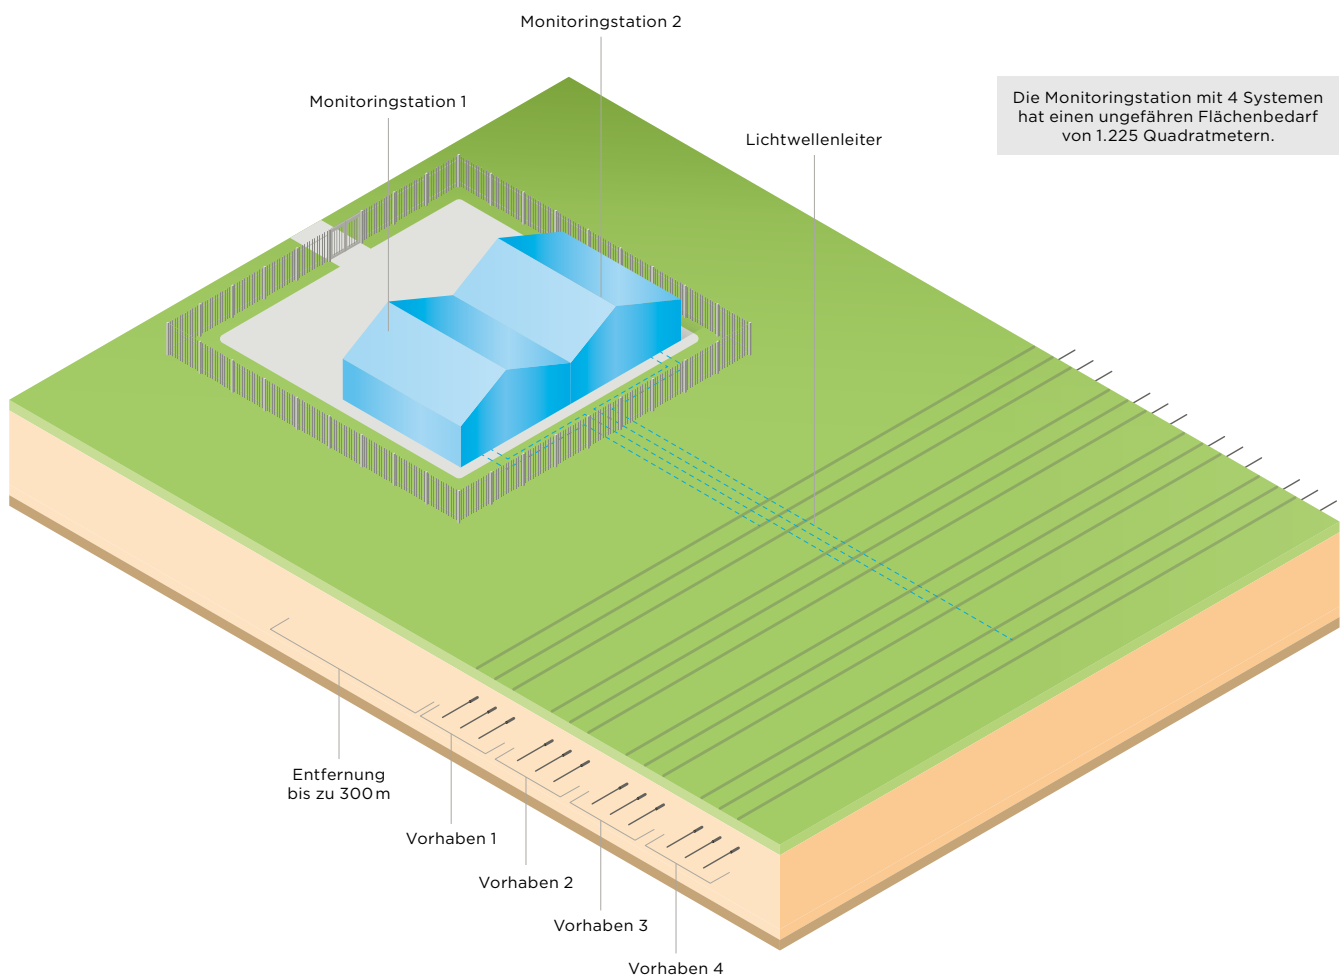 Monitoringstation 2
Monitoringstation 1
Die Monitoringstation mit 4 Systemen
hat einen ungefähren Flächenbedarf
von 1.225 Quadratmetern.
Lichtwellenleiter
Entfernung
bis zu 300 m
Vorhaben 1
Vorhaben 2
Vorhaben 3
Vorhaben 4